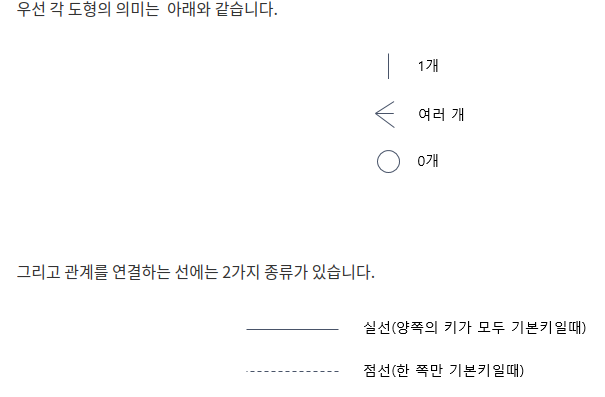 우선 각 도형의 의미는 아래와 같습니다.
1개
여러 개
0개
그리고 관계를 연결하는 선에는 2가지 종류가 있습니다.
실선(양쪽의 키가 모두 기본키일때)
점선(한 쪽만 기본키일때)